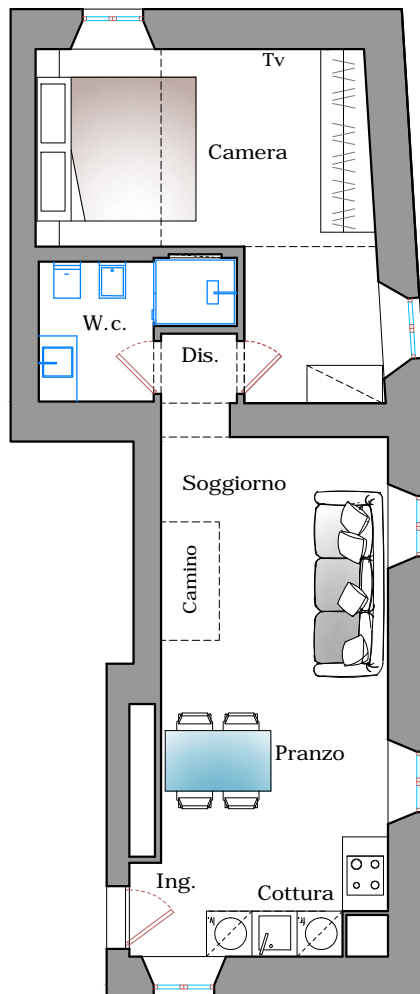 Tv
Camera
W.c.
Dis.
Soggiorno
Camino
Pranzo
Ing.
Cottura